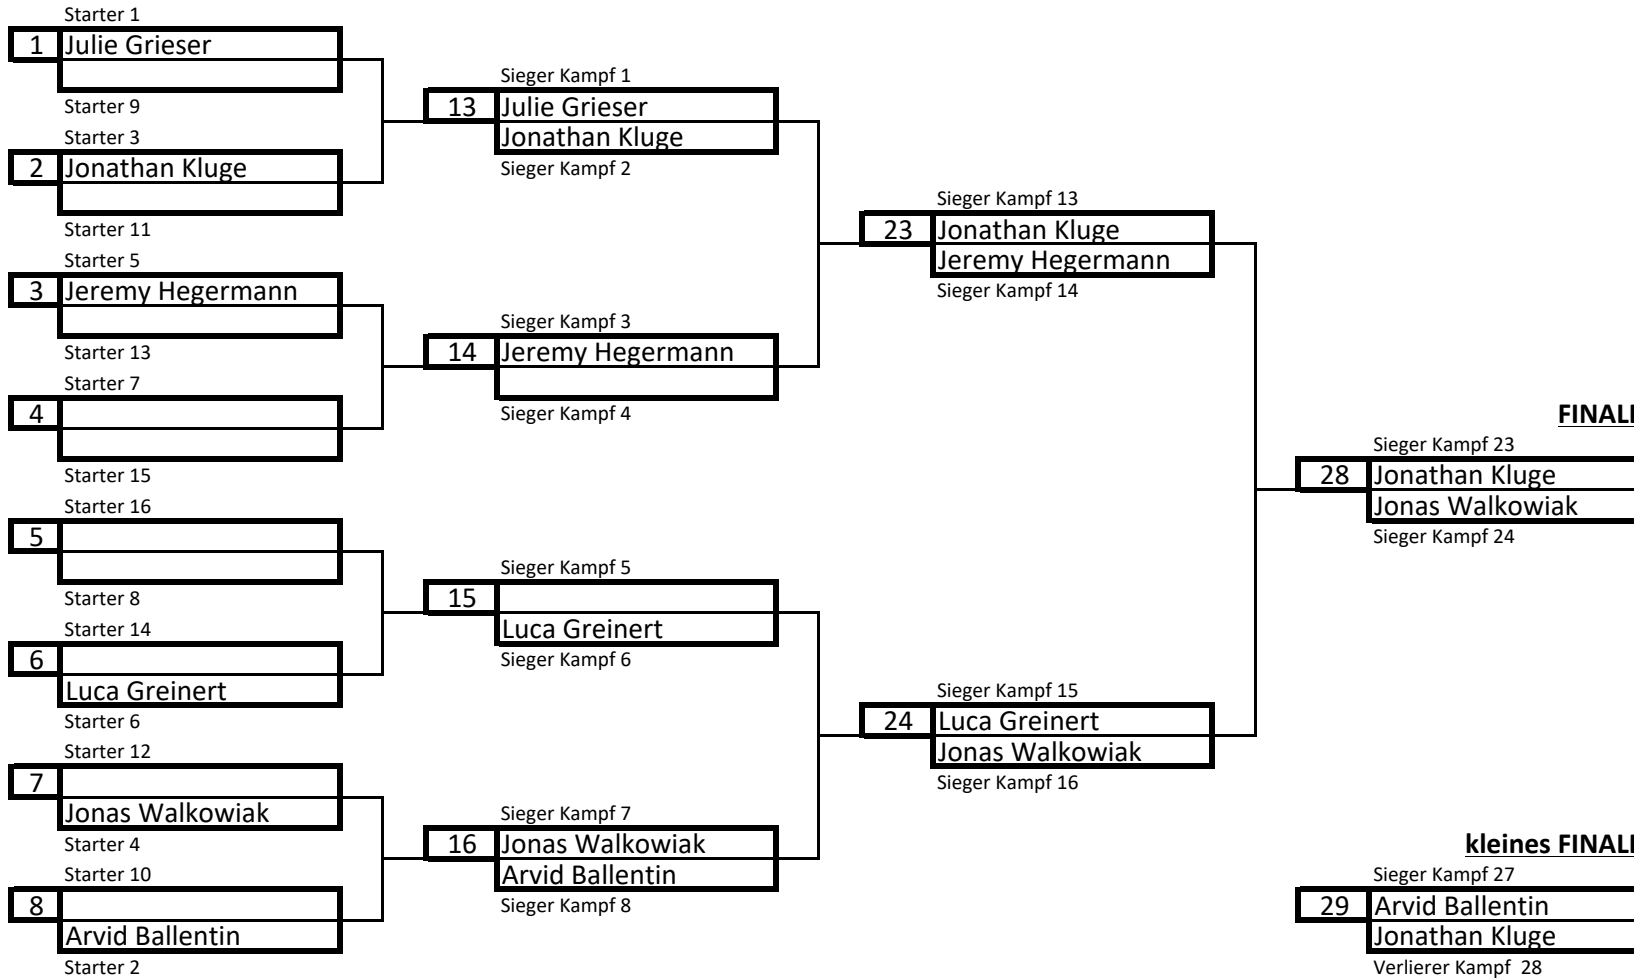 Starter 1
1 Julie Grieser
Starter 9
Starter 3
2 Jonathan Kluge
Starter 11
Starter 5
3 Jeremy Hegermann
Starter 13
Starter 7
4
Starter 15
Starter 16
5
Starter 8
Starter 14
6
Luca Greinert
Starter 6
Starter 12
7
Jonas Walkowiak
Starter 4
Starter 10
8
Arvid Ballentin
Starter 2
Sieger Kampf 1
13 Julie Grieser
Jonathan Kluge
Sieger Kampf 2
Sieger Kampf 3
14 Jeremy Hegermann
Sieger Kampf 4
Sieger Kampf 5
15
Luca Greinert
Sieger Kampf 6
Sieger Kampf 7
16 Jonas Walkowiak
Arvid Ballentin
Sieger Kampf 8
Sieger Kampf 13
23 Jonathan Kluge
Jeremy Hegermann
Sieger Kampf 14
Sieger Kampf 15
24 Luca Greinert
Jonas Walkowiak
Sieger Kampf 16
FINAL
Sieger Kampf 23
28 Jonathan Kluge
Jonas Walkowiak
Sieger Kampf 24
kleines FINAL
Sieger Kampf 27
29 Arvid Ballentin
Jonathan Kluge
Verlierer Kampf 28